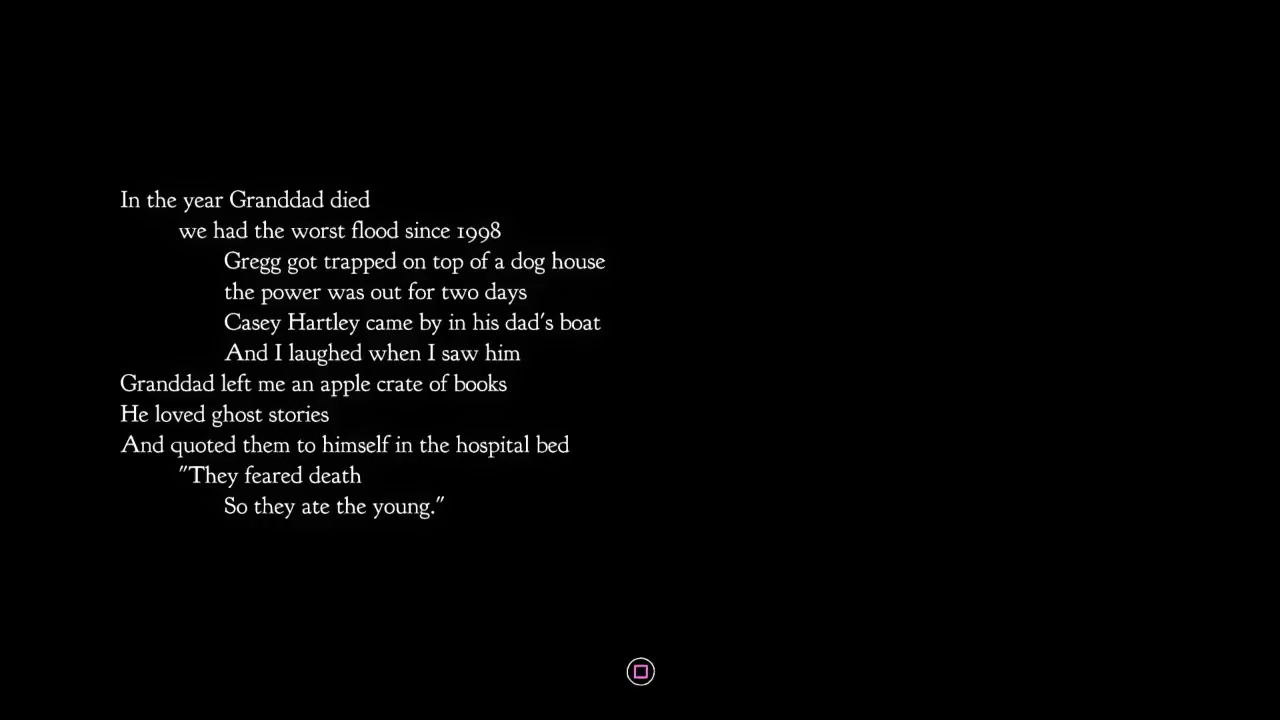 In the year Granddad died
we had the worst flood since 1998
Gregg got trapped on top of a dog house
the power was out for two days
Casey Hartley came by in his dad's boat
And I laughed when I saw him
Granddad left me an apple crate of books
He loved ghost stories
And quoted them to himself in the hospital bed
"They feared death
So they ate the young."